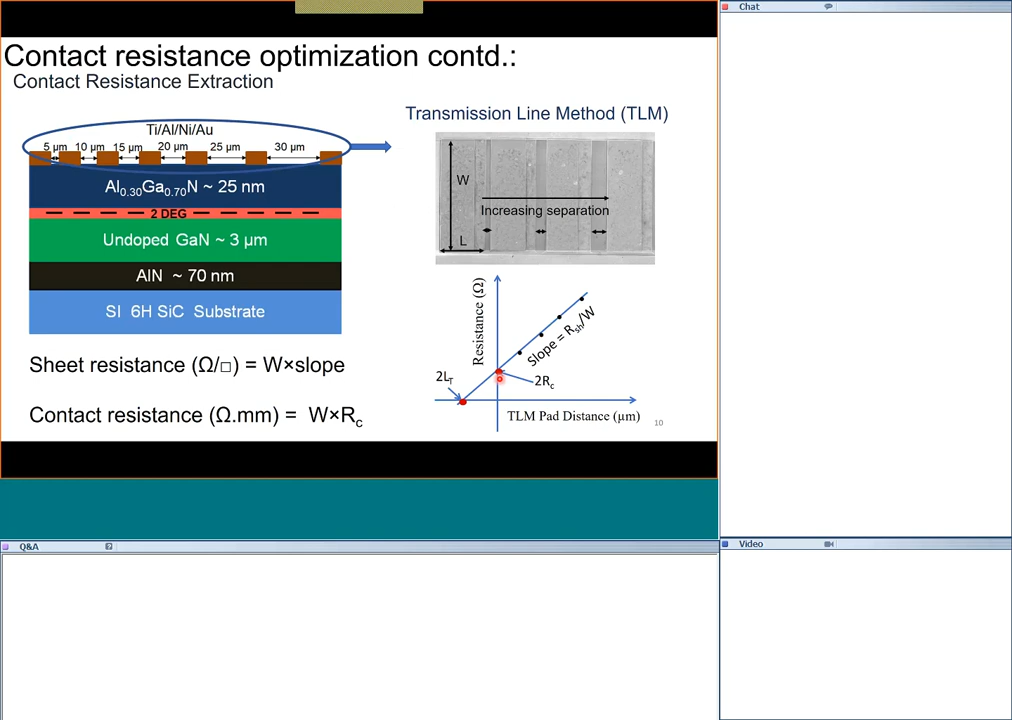 Chat
Contact resistance optimization contd.:
Contact Resistance Extraction
Transmission Line Method (TLM)
Ti/Al/Ni/Au
5 µm 10 µm 15 µm 20 µm 25 µm 30 µm
Al0.30Ga0.70N ~ 25 nm
2 DEG
Undoped GaN ~ 3 µm
AlN ~ 70 nm
SI 6H SiC Substrate
W
Increasing separation
L
Resistance (Ω)
Slope = Rsh/W
2LT
2Rc
TLM Pad Distance (µm)
Sheet resistance (Ω/□) = W×slope
Contact resistance (Ω.mm) = W×Rc
10
Q&A
Video